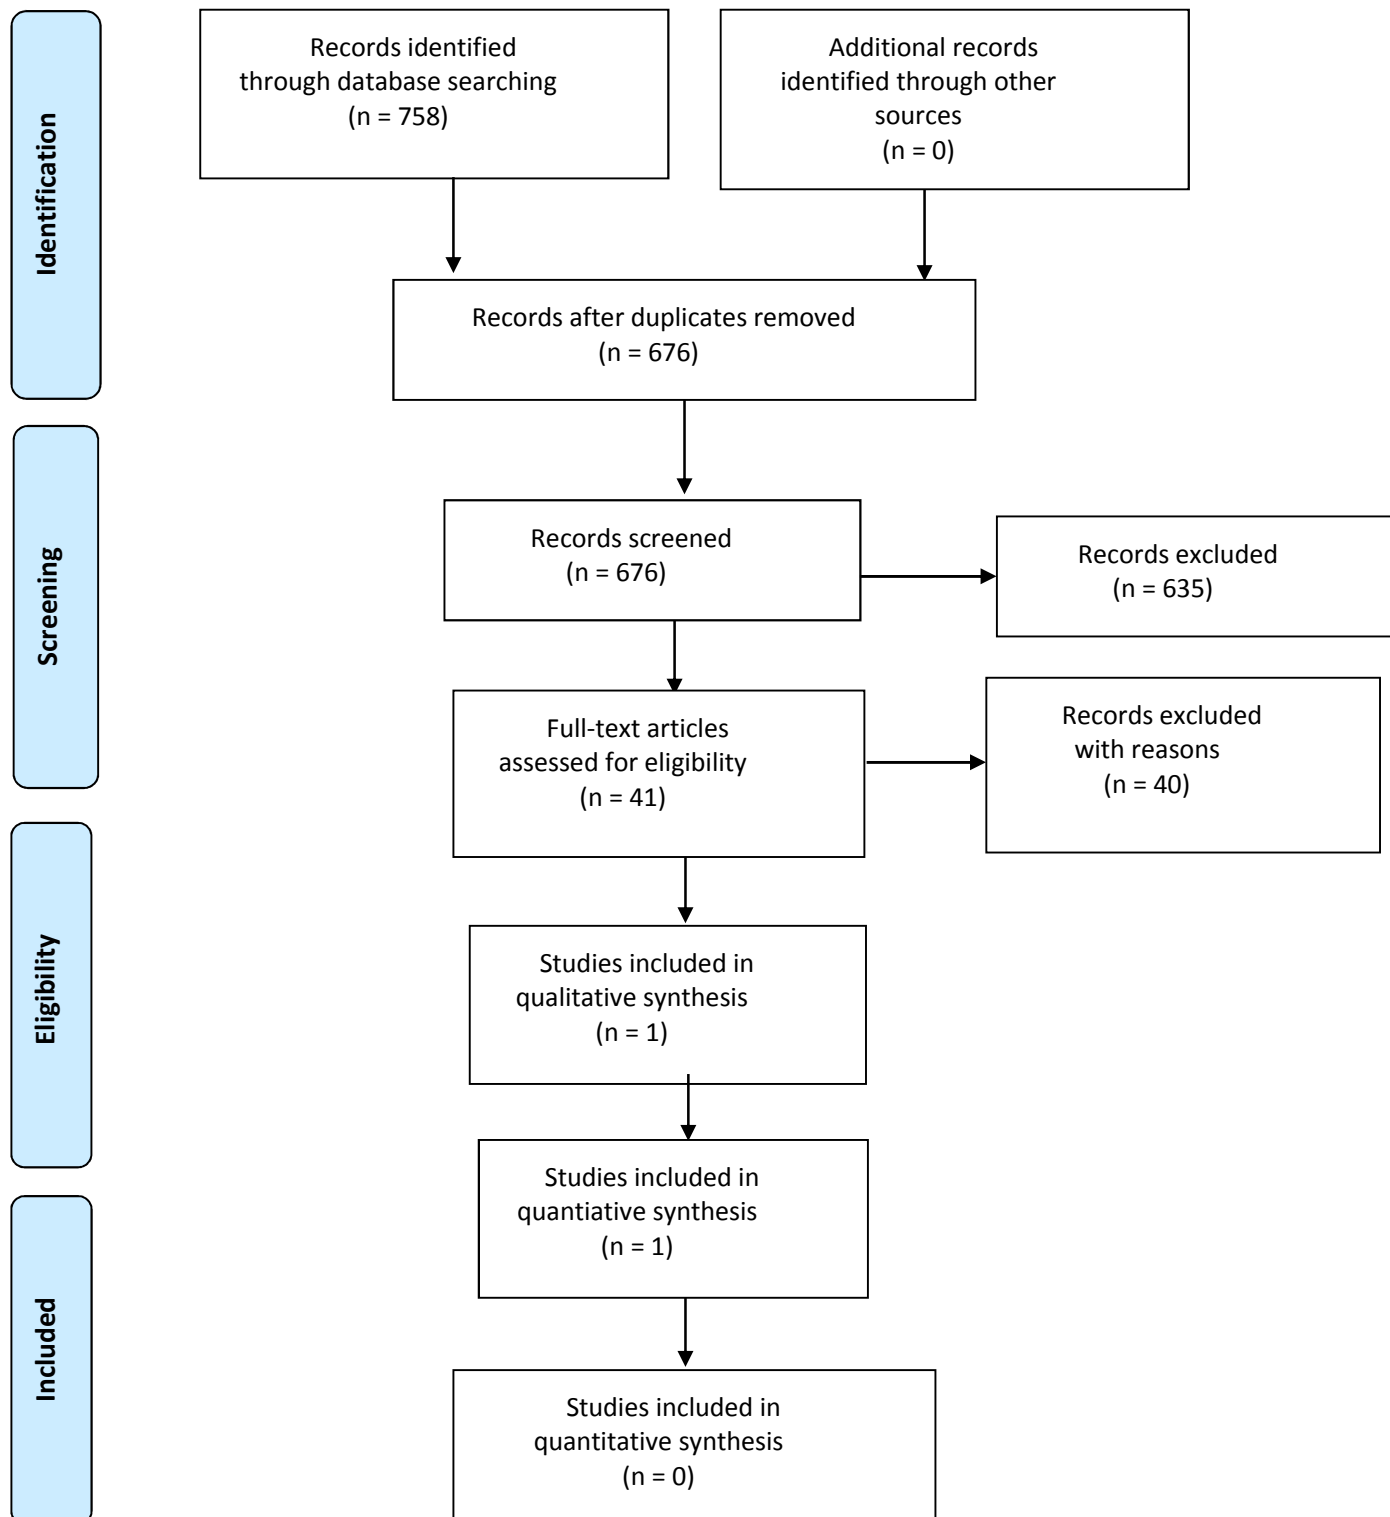 Identification
Records identified
through database searching
(n = 758)
Additional records
identified through other
sources
(n = 0)
Records after duplicates removed
(n = 676)
Screening
Records screened
(n = 676)
Records excluded
(n = 635)
Full-text articles
assessed for eligibility
(n = 41)
Records excluded
with reasons
(n = 40)
Eligibility
Studies included in
qualitative synthesis
(n = 1)
Studies included in
quantiative synthesis
(n = 1)
Included
Studies included in
quantitative synthesis
(n = 0)